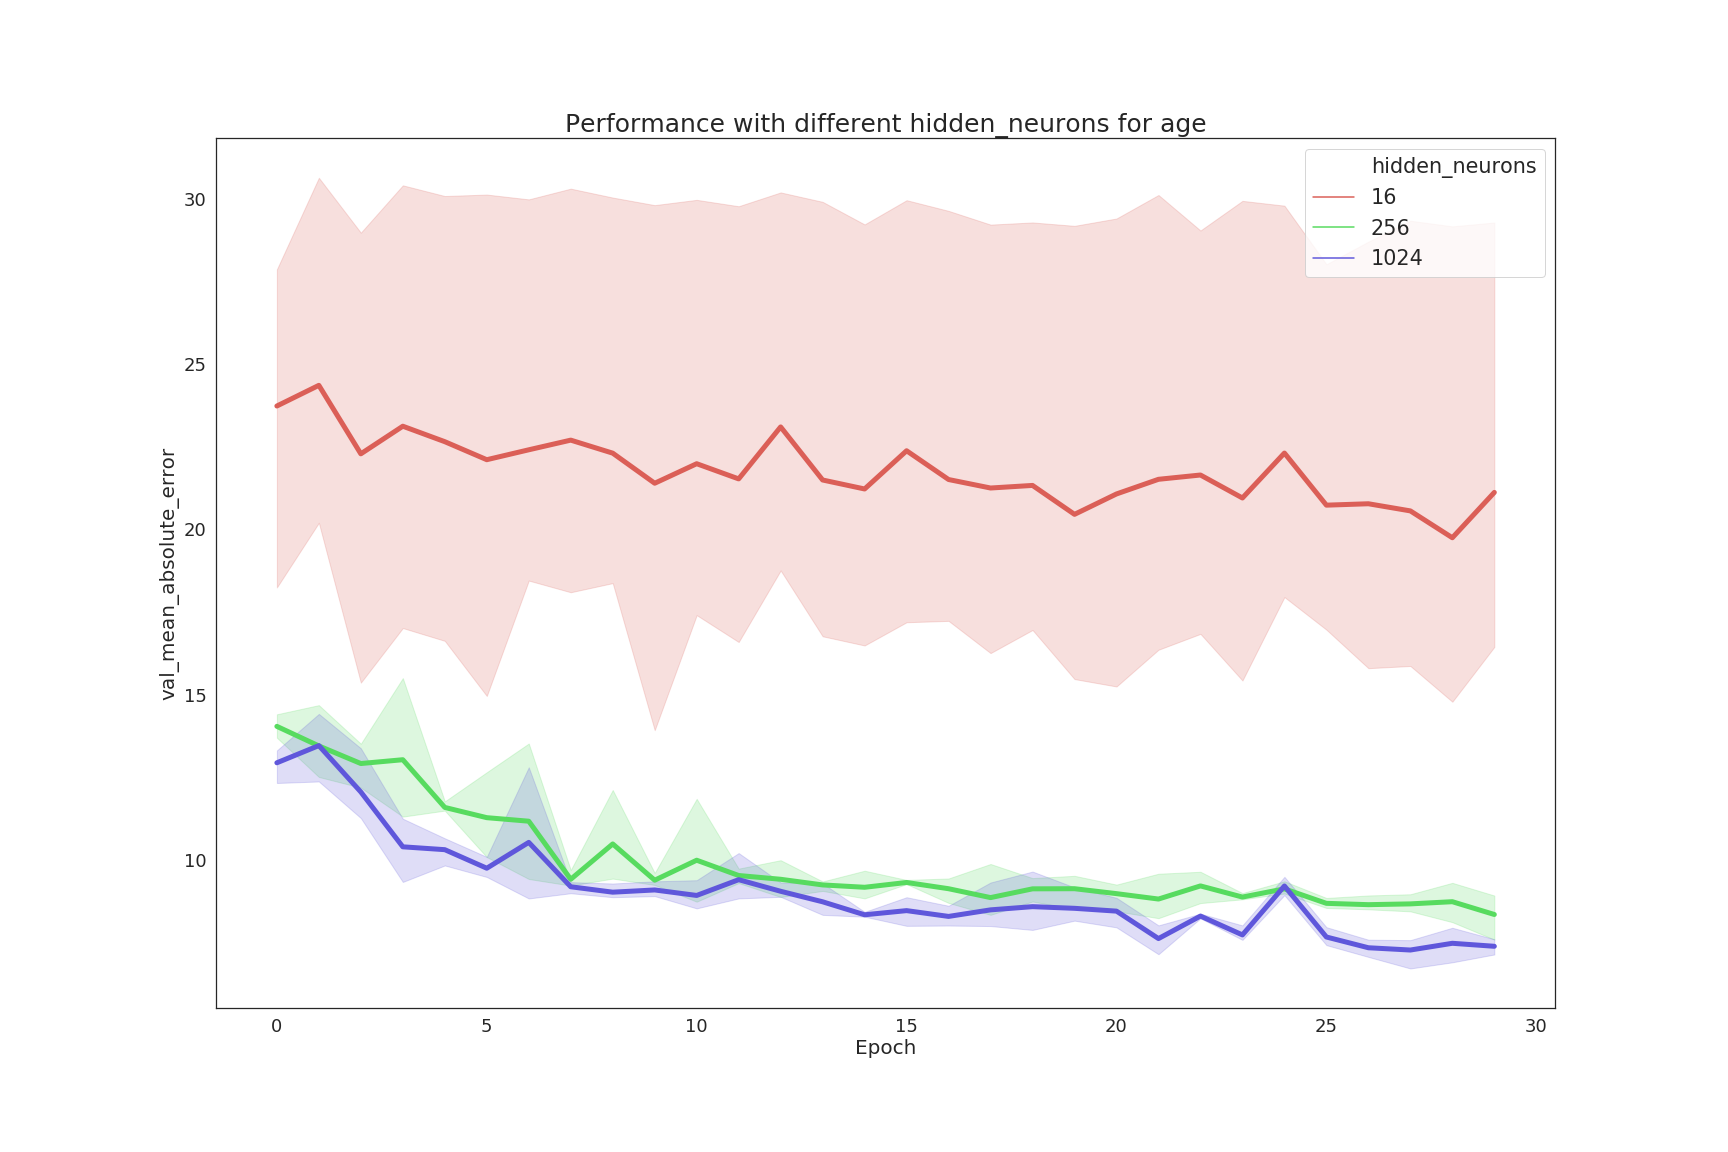 Performance with different hidden_neurons for age
hidden_neurons
16
256
1024
30
25
20
15
10
val_mean_absolute_error
0 5 10 15 20 25 30
Epoch